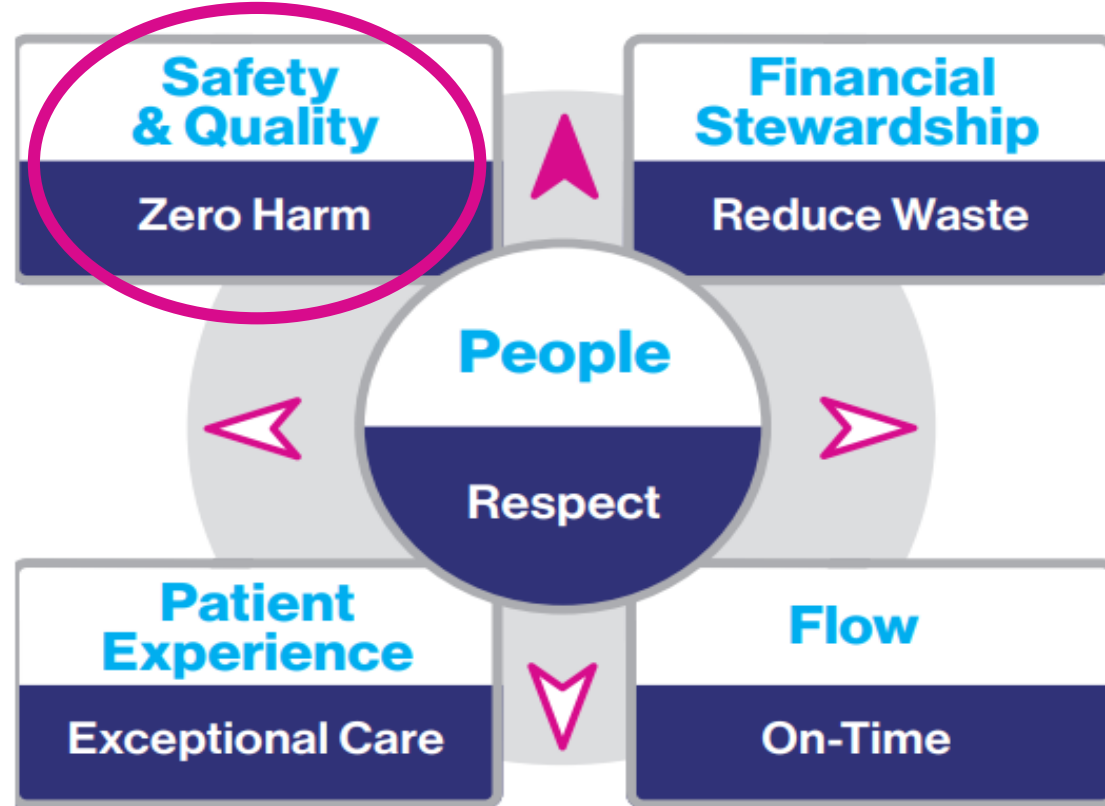 Safety
& Quality
Zero Harm
Financial
Stewardship
Reduce Waste
People
Respect
Patient
Experience
Exceptional Care
Flow
On-Time